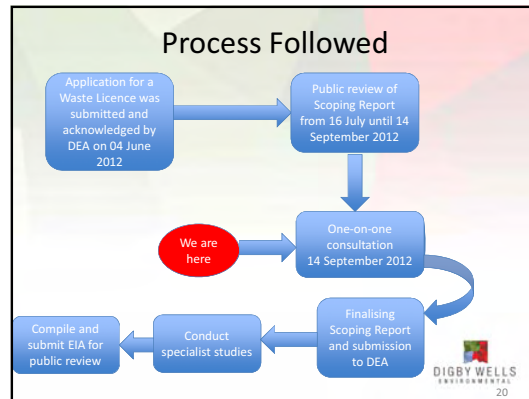 Process Followed
Application for a
Waste Licence was
submitted and
acknowledged by
DEA on 04 June
2012
Public review of
Scoping Report
from 16 July until 14
September 2012
We are
here
One-on-one
consultation
14 September 2012
Finalising
Scoping Report
and submission
to DEA
Conduct
specialist studies
Compile and
submit EIA for
public review
DIGBY WELLS
ENVIRONMENTAL
20